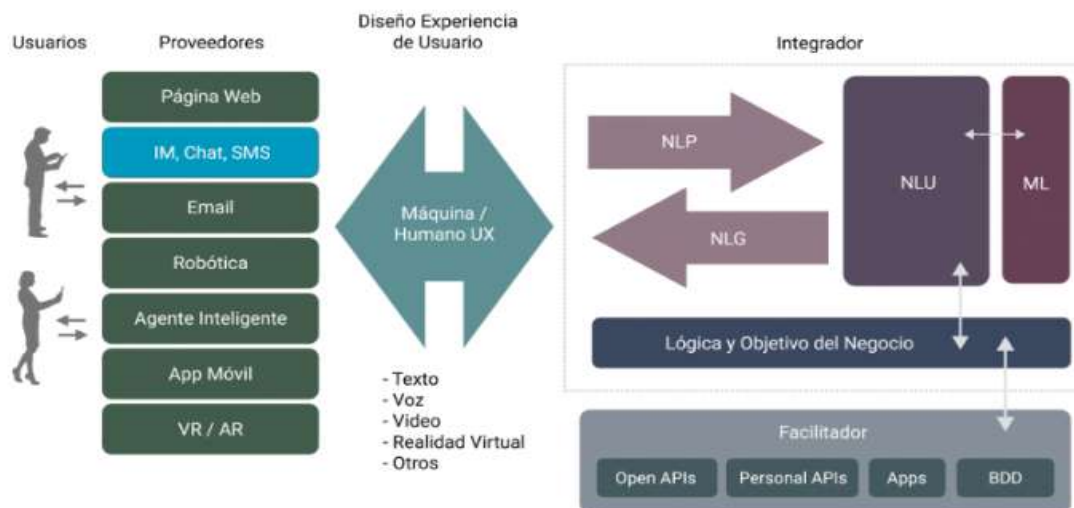 Usuarios
Proveedores
Diseño Experiencia
de Usuario
Integrador
Página Web
IM, Chat, SMS
Email
Robótica
Agente Inteligente
App Móvil
VR / AR
Máquina /
Humano UX
- Texto
- Voz
- Video
- Realidad Virtual
- Otros
NLP
NLG
NLU
ML
Lógica y Objetivo del Negocio
Facilitador
Open APIs
Personal APIs
Apps
BDD